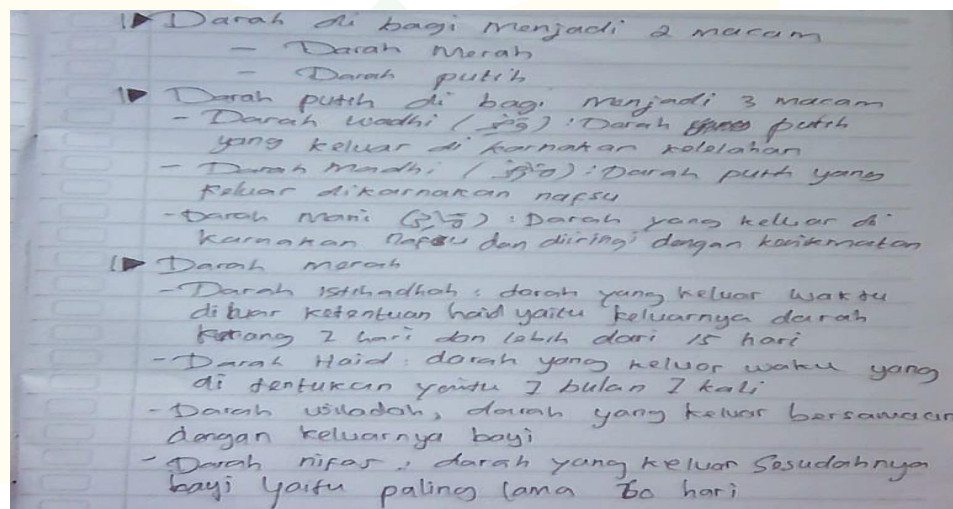 Darah di bagi menjadi 2 macam
- Darah Merah
- Darah putih
Darah putih di bagi menjadi 3 macam
- Darah wadhi ( ) : Darah putih
yang keluar di karnakan kelelahan
- Darah Madhi ( ) : Darah putih yang
keluar dikarnakan nafsu
- Darah Mani ( ) : Darah yang keluar di
karnakan nafsu dan diiringi dengan kenikmatan
Darah merah
- Darah istihadhoh : darah yang keluar waktu
diluar ketentuan haid yaitu keluarnya darah
kurang 1 hari dan lebih dari 15 hari
- Darah Haid : darah yang keluar waktu yang
di tentukan yaitu 1 bulan 1 kali
- Darah wiladah, darah yang keluar bersamaan
dengan keluarnya bayi
- Darah nifas : darah yang keluar Sesudahnya
bayi yaitu paling lama 60 hari